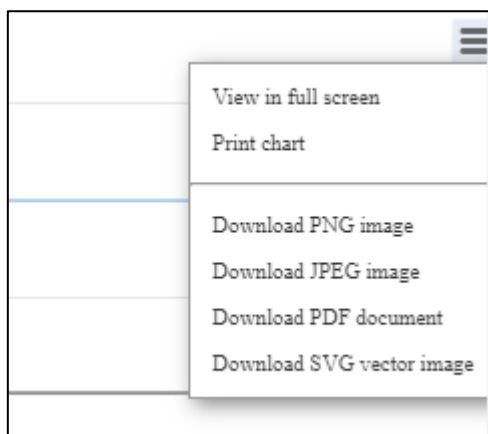 View in full screen
Print chart
Download PNG image
Download JPEG image
Download PDF document
Download SVG vector image